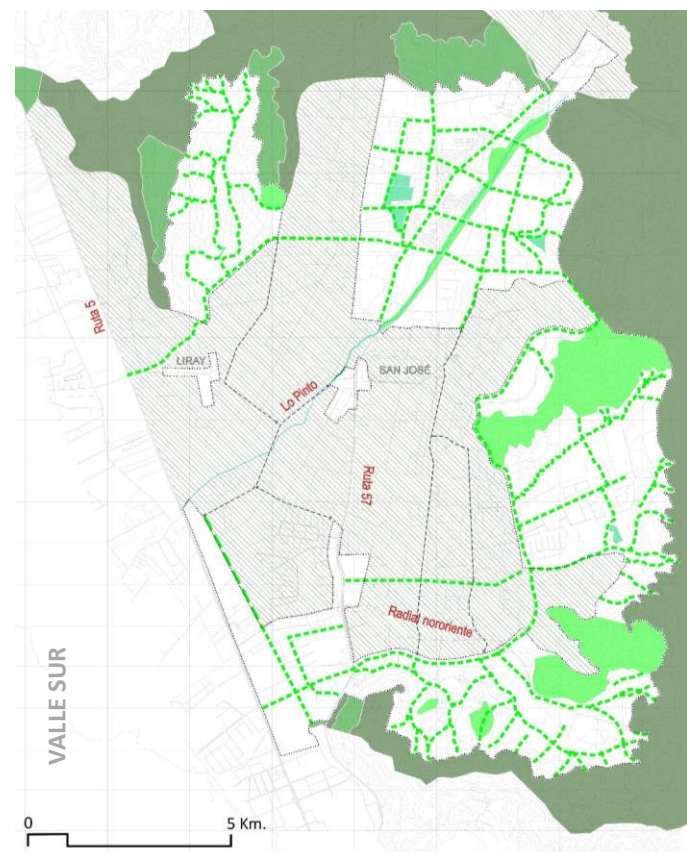 Ruta 5
LIRAY
Lo Pinto
SAN JOSÉ
Ruta 57
Radial nororiente
VALLE SUR
0 5 Km.